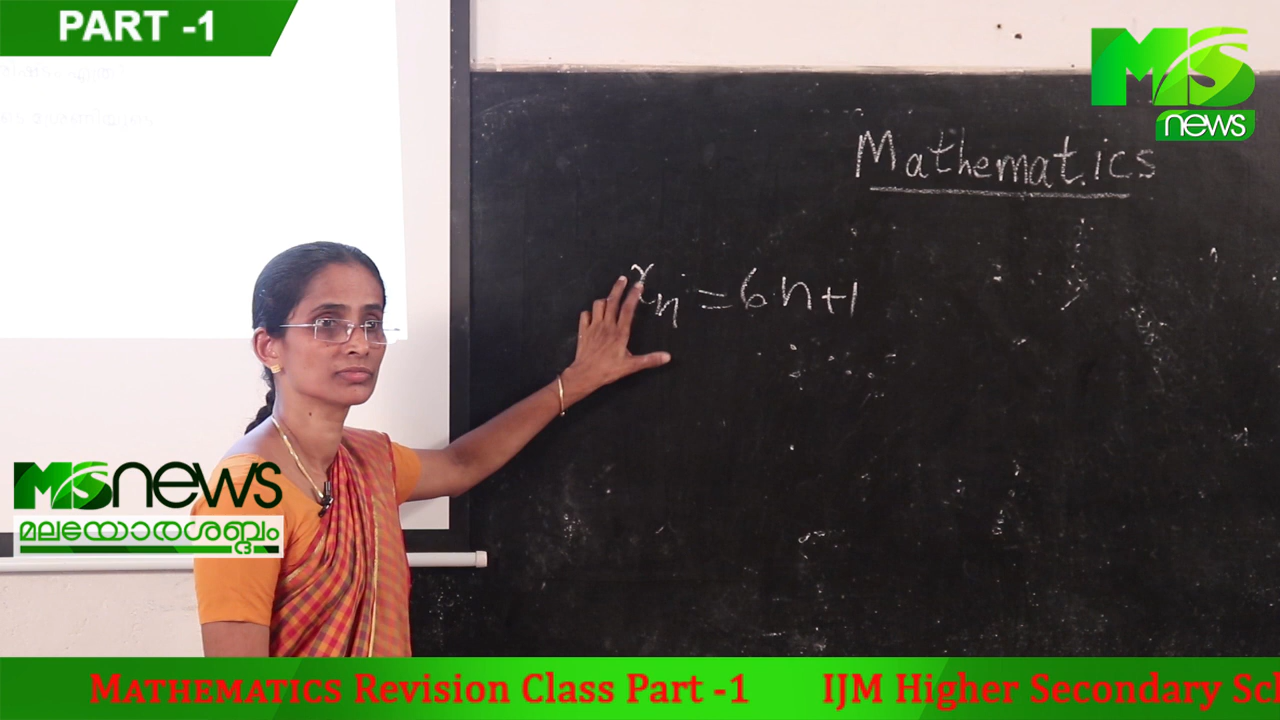 PART -1
MS
news
Mathematics
xn = 6n+1
MSnews
മലയോരശബ്ദം
MATHEMATICS Revision Class Part -1 IJM Higher Secondary